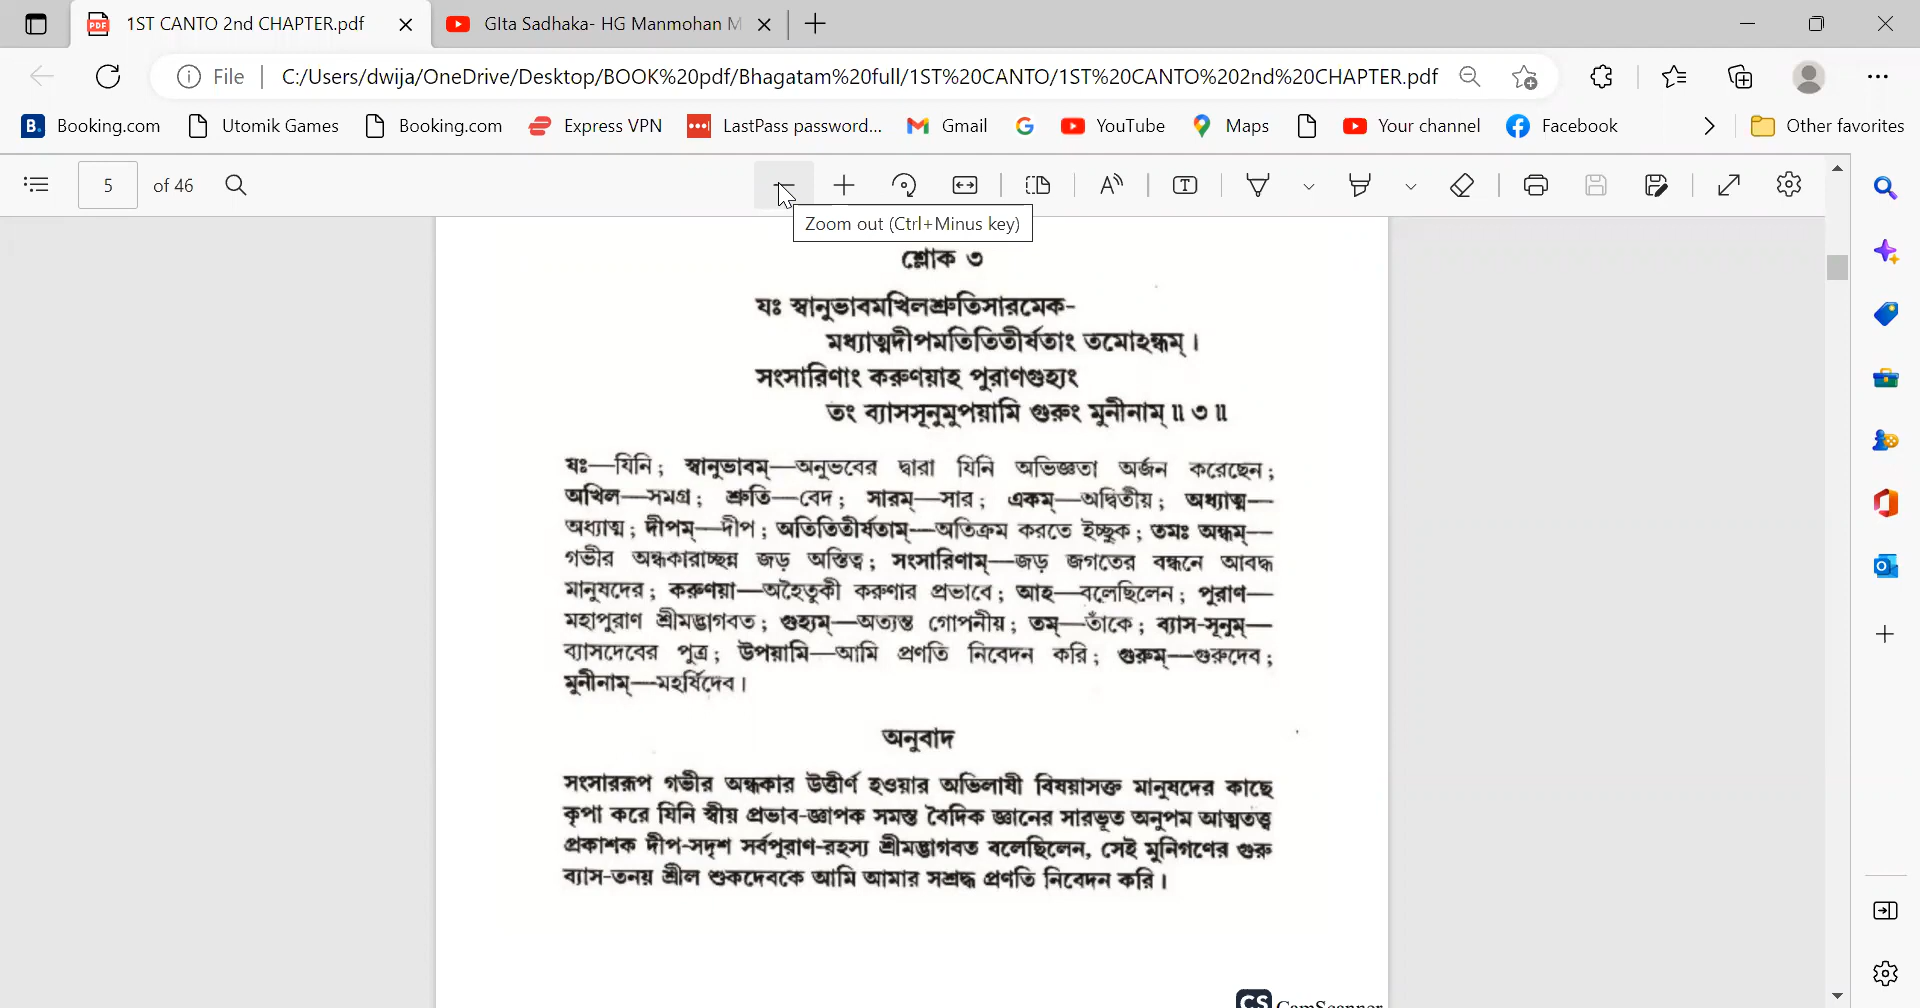 1ST CANTO 2nd CHAPTER.pdf
GIta Sadhaka- HG Manmohan M
File
C:/Users/dwija/OneDrive/Desktop/BOOK%20pdf/Bhagatam%20full/1ST%20CANTO/1ST%20CANTO%202nd%20CHAPTER.pdf
Booking.com Utomik Games Booking.com Express VPN LastPass password... Gmail YouTube Maps Your channel Facebook Other favorites
5 of 46
Zoom out (Ctrl+Minus key)
শ্লোক ৩
যঃ স্বানুভাবমখিলশ্রুতিসারমেক-
মধ্যাত্মদীপমতিতিতীর্ষতাং তমোহন্ধম্ ।
সংসারিণাং করুণয়াহ পুরাণগুহ্যং
তং ব্যাসসূনুমুপয়ামি গুরুং মুনীনাম্ ॥ ৩ ॥
যঃ—যিনি; স্বানুভাবম্—অনুভবের দ্বারা যিনি অভিজ্ঞতা অর্জন করেছেন;
অখিল—সমগ্র; শ্রুতি—বেদ; সারম্—সার; একম্—অদ্বিতীয়; অধ্যাত্ম—
অধ্যাত্ম; দীপম্—দীপ; অতিতিতীর্ষতাম্—অতিক্রম করতে ইচ্ছুক; তমঃ অন্ধম্—
গভীর অন্ধকারাচ্ছন্ন জড় অস্তিত্ব; সংসারিণাম্—জড় জগতের বন্ধনে আবদ্ধ
মানুষদের; করুণয়া—অহৈতুকী করুণার প্রভাবে; আহ—বলেছিলেন; পুরাণ—
মহাপুরাণ শ্রীমদ্ভাগবত; গুহ্যম্—অত্যন্ত গোপনীয়; তম্—তাঁকে; ব্যাস-সূনুম্—
ব্যাসদেবের পুত্র; উপয়ামি—আমি প্রণতি নিবেদন করি; গুরুম্—গুরুদেব;
মুনীনাম্—মহর্ষিদেব।
অনুবাদ
সংসাররূপ গভীর অন্ধকার উত্তীর্ণ হওয়ার অভিলাষী বিষয়াসক্ত মানুষদের কাছে
কৃপা করে যিনি স্বীয় প্রভাব-জ্ঞাপক সমস্ত বৈদিক জ্ঞানের সারভূত অনুপম আত্মতত্ত্ব
প্রকাশক দীপ-সদৃশ সর্বপুরাণ-রহস্য শ্রীমদ্ভাগবত বলেছিলেন, সেই মুনিগণের গুরু
ব্যাস-তনয় শ্রীল শুকদেবকে আমি আমার সশ্রদ্ধ প্রণতি নিবেদন করি।
CS CamScanner